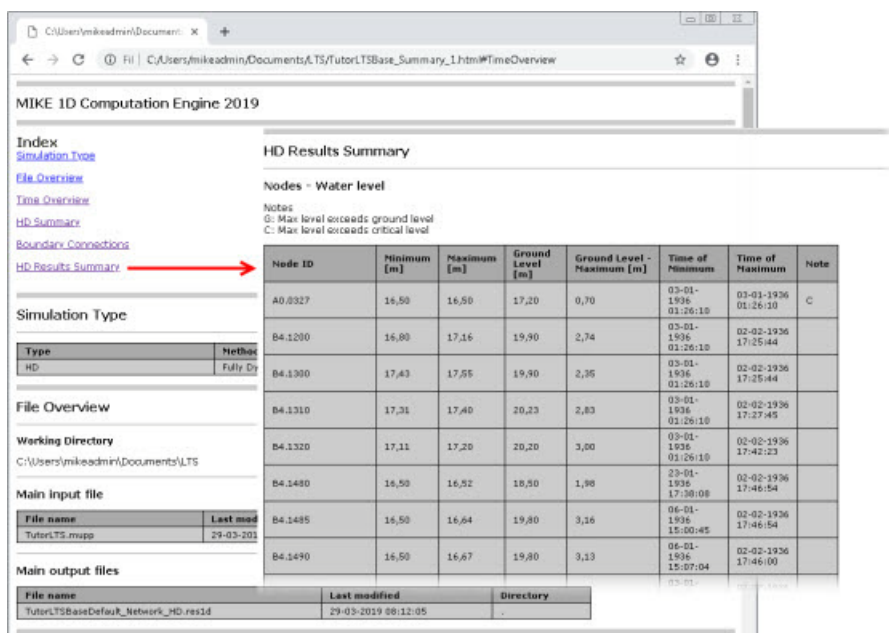 C:\Users\mikeadmin\Document
Fil | C:/Users/mikeadmin/Documents/LTS/TutorLTSBase_Summary_1.html#TimeOverview
MIKE 1D Computation Engine 2019
Index
Simulation Type
File Overview
Time Overview
HD Summary
Boundary Connections
HD Results Summary
Simulation Type
Type Method
HD Fully Dy
File Overview
Working Directory
C:\Users\mikeadmin\Documents\LTS
Main input file
File name Last mod
TutorLTS.mupp 29-03-201
Main output files
File name Last modified Directory
TutorLTSBaseDefault_Network_HD.res1d 29-03-2019 08:12:05 .
HD Results Summary
Nodes - Water level
Notes
G: Max level exceeds ground level
C: Max level exceeds critical level
Node ID Minimum [m] Maximum [m] Ground Level [m] Ground Level - Maximum [m] Time of Minimum Time of Maximum Note
A0.0327 16,50 16,50 17,20 0,70 03-01-1936 01:26:10 03-01-1936 01:26:10 C
B4.1200 16,80 17,16 19,90 2,74 03-01-1936 01:26:10 02-02-1936 17:25:44
B4.1300 17,43 17,55 19,90 2,35 03-01-1936 01:26:10 02-02-1936 17:25:44
B4.1310 17,31 17,40 20,23 2,83 03-01-1936 01:26:10 02-02-1936 17:27:45
B4.1320 17,11 17,20 20,20 3,00 03-01-1936 01:26:10 02-02-1936 17:42:23
B4.1480 16,50 16,52 18,50 1,98 23-01-1936 17:38:08 02-02-1936 17:46:54
B4.1485 16,50 16,64 19,80 3,16 06-01-1936 15:00:45 02-02-1936 17:46:54
B4.1490 16,50 16,67 19,80 3,13 06-01-1936 15:07:04 02-02-1936 17:46:00